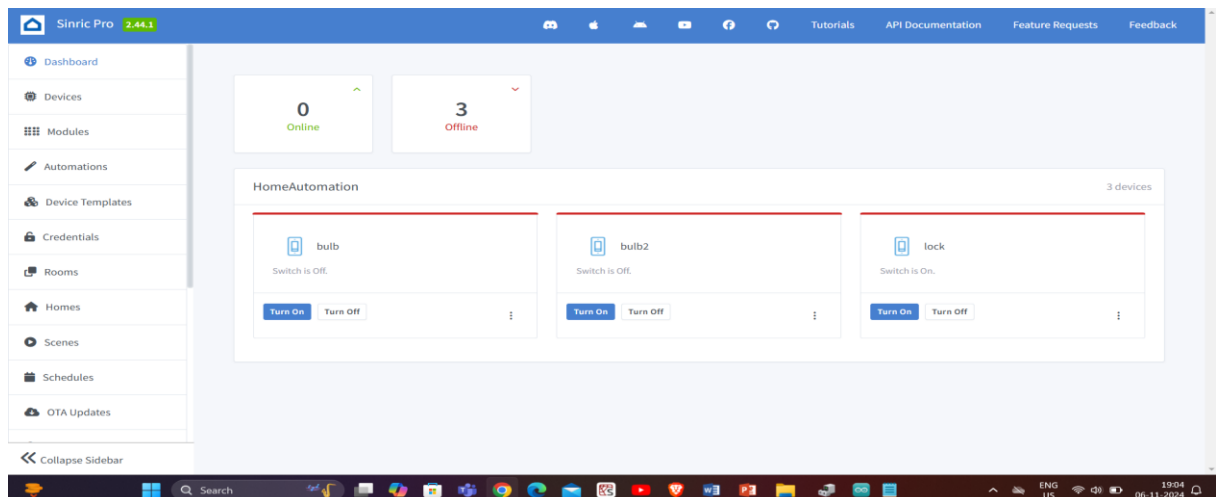 Sinric Pro 2.44.1 Tutorials API Documentation Feature Requests Feedback
Dashboard
Devices
Modules
Automations
Device Templates
Credentials
Rooms
Homes
Scenes
Schedules
OTA Updates
Collapse Sidebar
0
Online
3
Offline
HomeAutomation 3 devices
bulb
Switch is Off.
Turn On Turn Off
bulb2
Switch is Off.
Turn On Turn Off
lock
Switch is On.
Turn On Turn Off
Search
ENG
US
19:04
06-11-2024